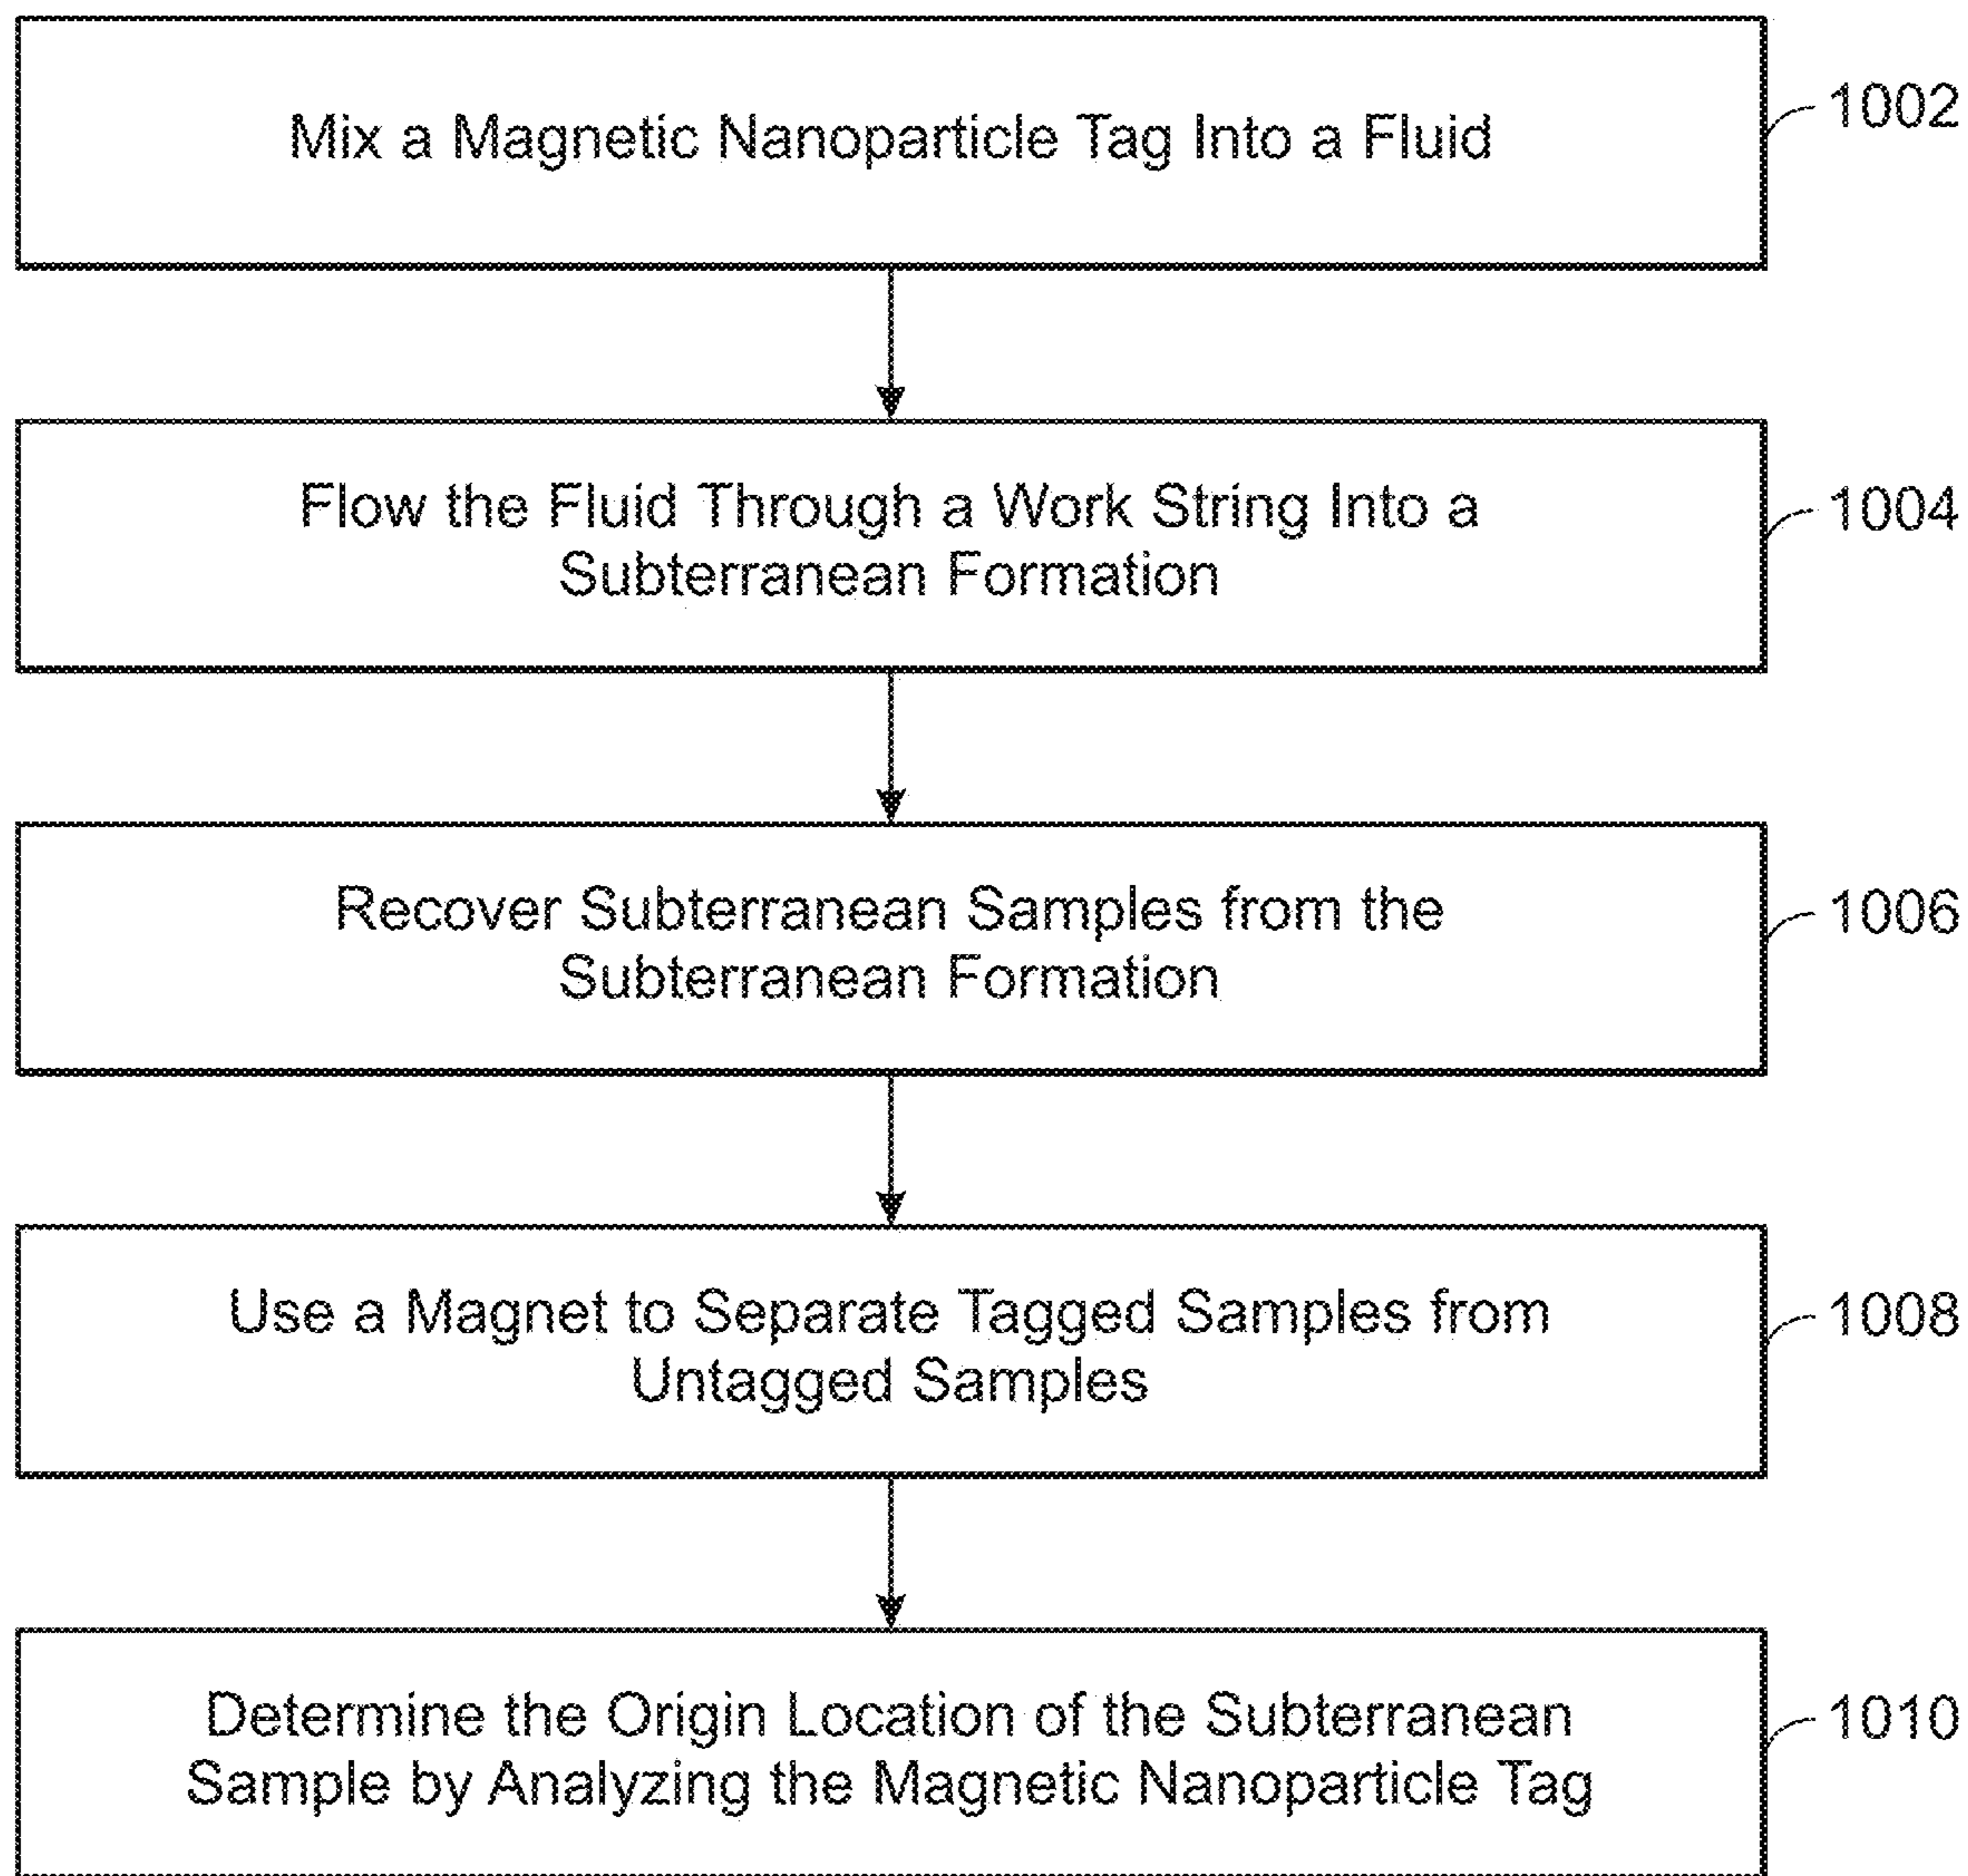 Mix a Magnetic Nanoparticle Tag Into a Fluid
1002
Flow the Fluid Through a Work String Into a
Subterranean Formation
1004
Recover Subterranean Samples from the
Subterranean Formation
1006
Use a Magnet to Separate Tagged Samples from
Untagged Samples
1008
Determine the Origin Location of the Subterranean
Sample by Analyzing the Magnetic Nanoparticle Tag
1010